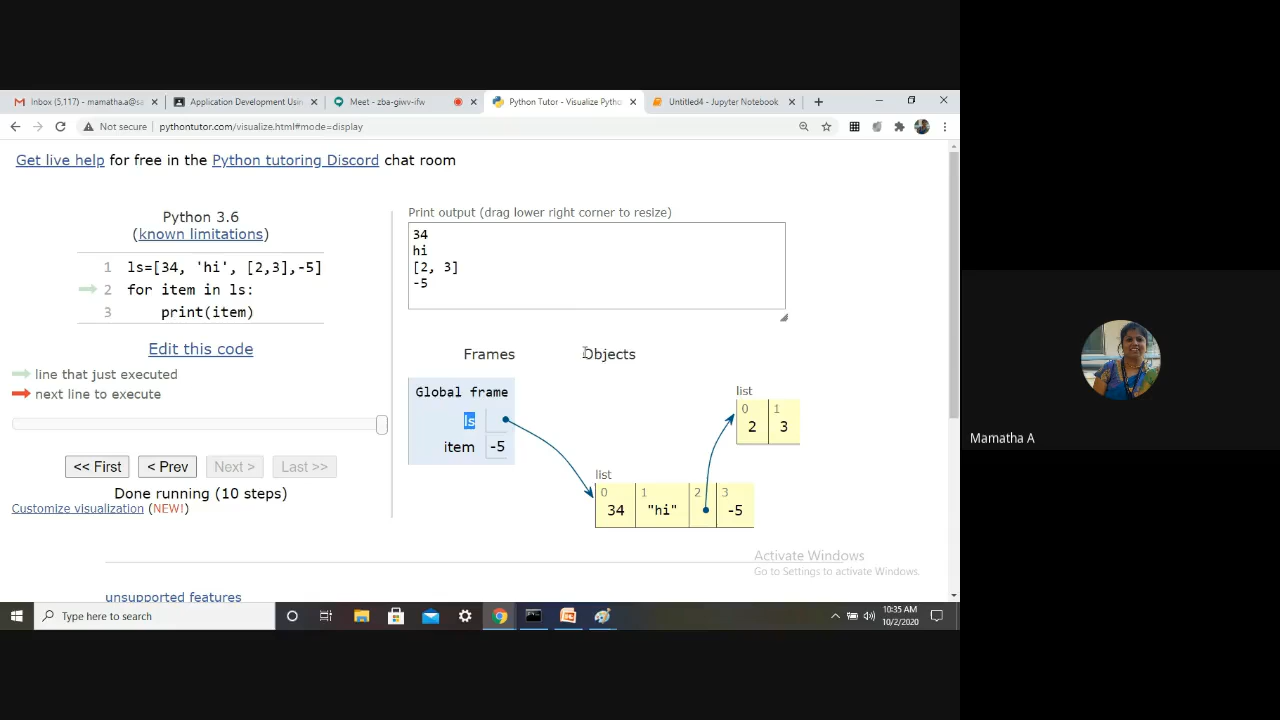 Inbox (5,117) - mamatha.a@sa
Application Development Usin
Meet - zba-giwv-ifw
Python Tutor - Visualize Pytho
Untitled4 - Jupyter Notebook
Not secure | pythontutor.com/visualize.html#mode=display
Get live help for free in the Python tutoring Discord chat room
Python 3.6
(known limitations)
1 ls=[34, 'hi', [2,3],-5]
2 for item in ls:
3 print(item)
Edit this code
line that just executed
next line to execute
<< First < Prev Next > Last >>
Done running (10 steps)
Customize visualization (NEW!)
unsupported features
Print output (drag lower right corner to resize)
34
hi
[2, 3]
-5
Frames Objects
Global frame
ls
item -5
list
0 1
2 3
list
0 1 2 3
34 "hi" -5
Activate Windows
Go to Settings to activate Windows.
Type here to search
10:35 AM
10/2/2020
Mamatha A